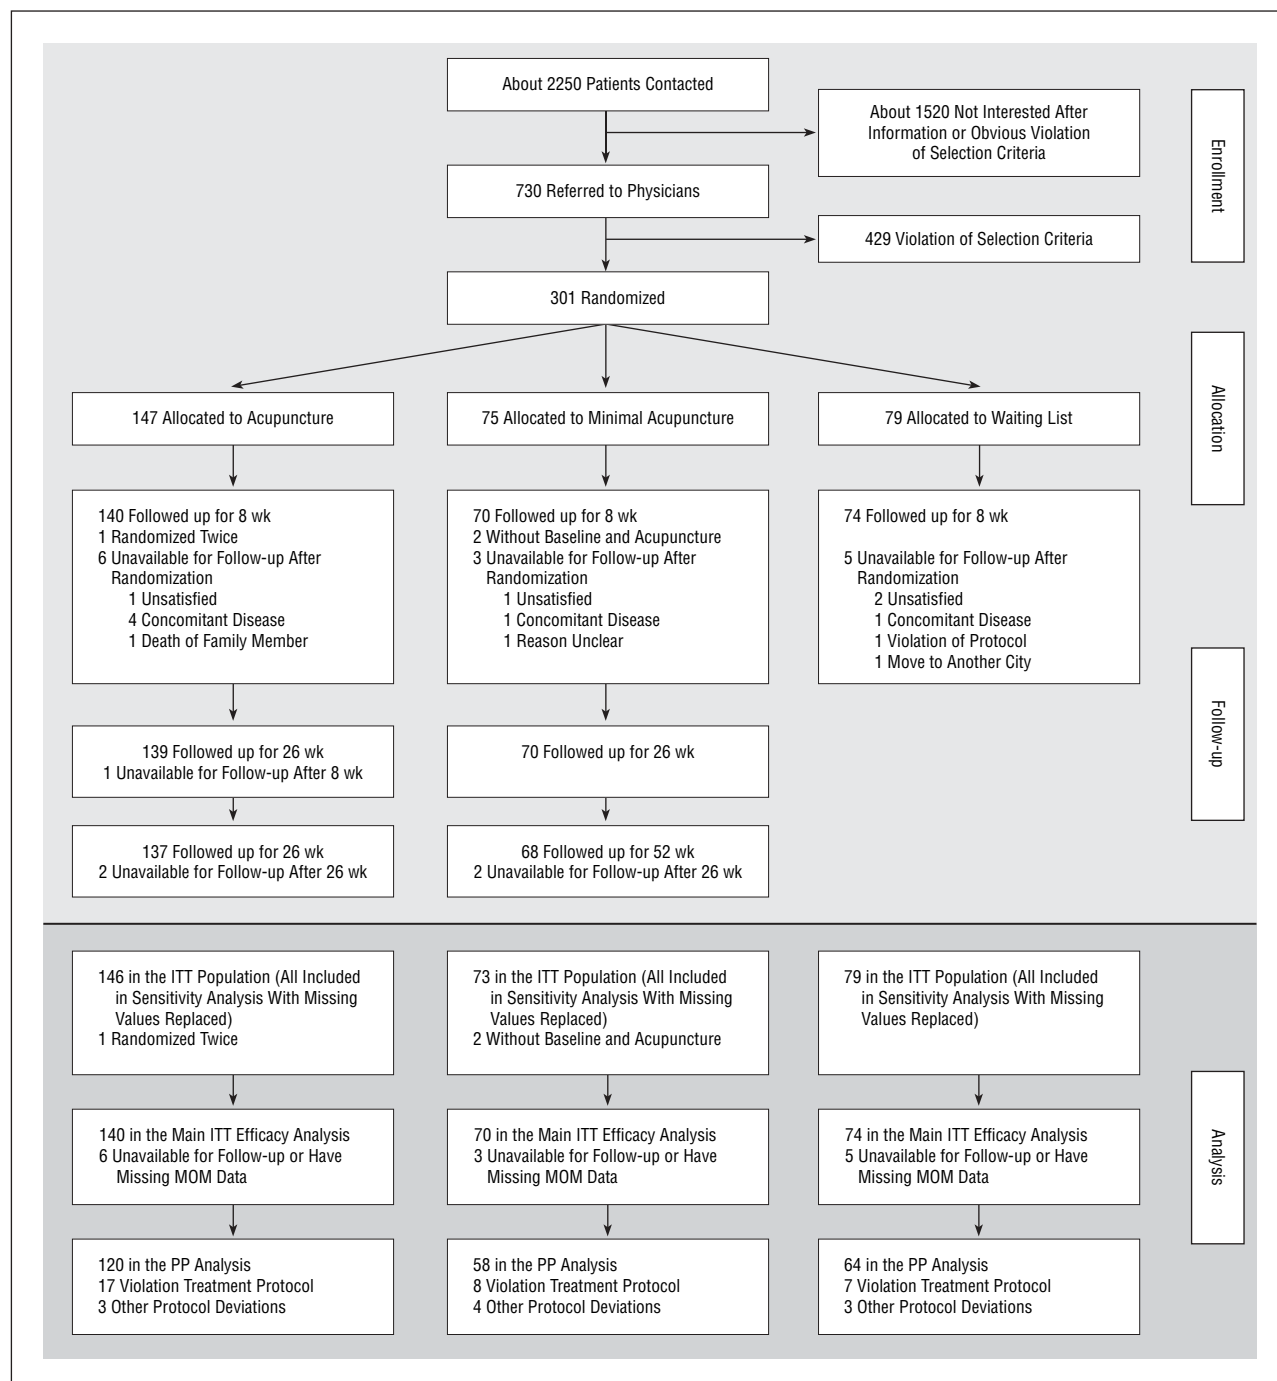 About 2250 Patients Contacted
About 1520 Not Interested After
Information or Obvious Violation
of Selection Criteria
Enrollment
730 Referred to Physicians
429 Violation of Selection Criteria
301 Randomized
Allocation
147 Allocated to Acupuncture
75 Allocated to Minimal Acupuncture
79 Allocated to Waiting List
140 Followed up for 8 wk
1 Randomized Twice
6 Unavailable for Follow-up After
Randomization
1 Unsatisfied
4 Concomitant Disease
1 Death of Family Member
70 Followed up for 8 wk
2 Without Baseline and Acupuncture
3 Unavailable for Follow-up After
Randomization
1 Unsatisfied
1 Concomitant Disease
1 Reason Unclear
74 Followed up for 8 wk
5 Unavailable for Follow-up After
Randomization
2 Unsatisfied
1 Concomitant Disease
1 Violation of Protocol
1 Move to Another City
Follow-up
139 Followed up for 26 wk
1 Unavailable for Follow-up After 8 wk
70 Followed up for 26 wk
137 Followed up for 26 wk
2 Unavailable for Follow-up After 26 wk
68 Followed up for 52 wk
2 Unavailable for Follow-up After 26 wk
146 in the ITT Population (All Included
in Sensitivity Analysis With Missing
Values Replaced)
1 Randomized Twice
73 in the ITT Population (All Included
in Sensitivity Analysis With Missing
Values Replaced)
2 Without Baseline and Acupuncture
79 in the ITT Population (All Included
in Sensitivity Analysis With Missing
Values Replaced)
Analysis
140 in the Main ITT Efficacy Analysis
6 Unavailable for Follow-up or Have
Missing MOM Data
70 in the Main ITT Efficacy Analysis
3 Unavailable for Follow-up or Have
Missing MOM Data
74 in the Main ITT Efficacy Analysis
5 Unavailable for Follow-up or Have
Missing MOM Data
120 in the PP Analysis
17 Violation Treatment Protocol
3 Other Protocol Deviations
58 in the PP Analysis
8 Violation Treatment Protocol
4 Other Protocol Deviations
64 in the PP Analysis
7 Violation Treatment Protocol
3 Other Protocol Deviations